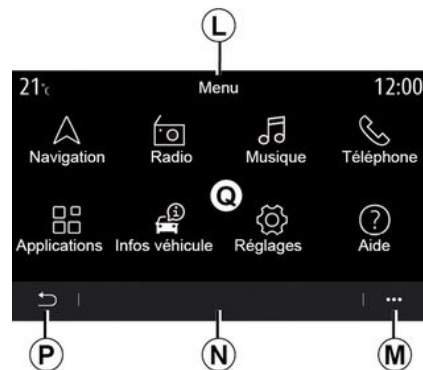 L
21°c Menu 12:00
Navigation Radio Musique Téléphone
Q
Applications Infos véhicule Réglages Aide
P N M